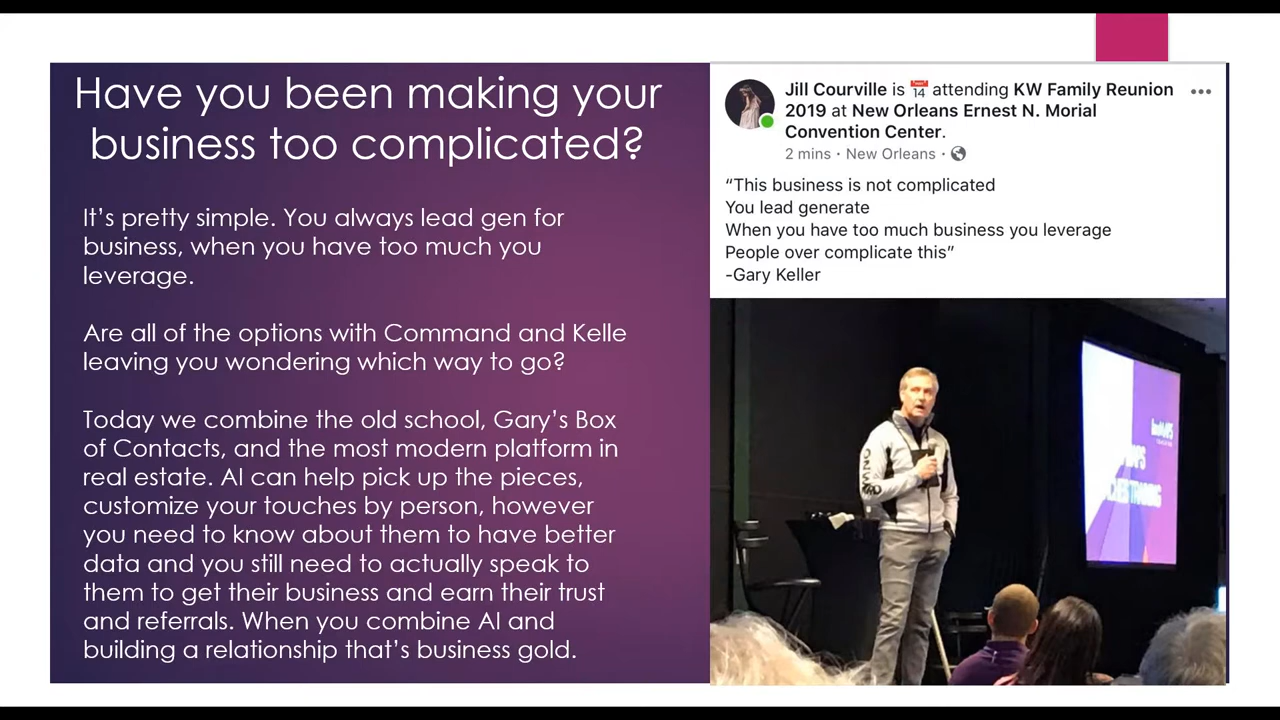 Have you been making your
business too complicated?
It's pretty simple. You always lead gen for
business, when you have too much you
leverage.
Are all of the options with Command and Kelle
leaving you wondering which way to go?
Today we combine the old school, Gary's Box
of Contacts, and the most modern platform in
real estate. AI can help pick up the pieces,
customize your touches by person, however
you need to know about them to have better
data and you still need to actually speak to
them to get their business and earn their trust
and referrals. When you combine AI and
building a relationship that's business gold.
Jill Courville is 14 attending KW Family Reunion
2019 at New Orleans Ernest N. Morial
Convention Center.
2 mins · New Orleans ·
“This business is not complicated
You lead generate
When you have too much business you leverage
People over complicate this”
-Gary Keller